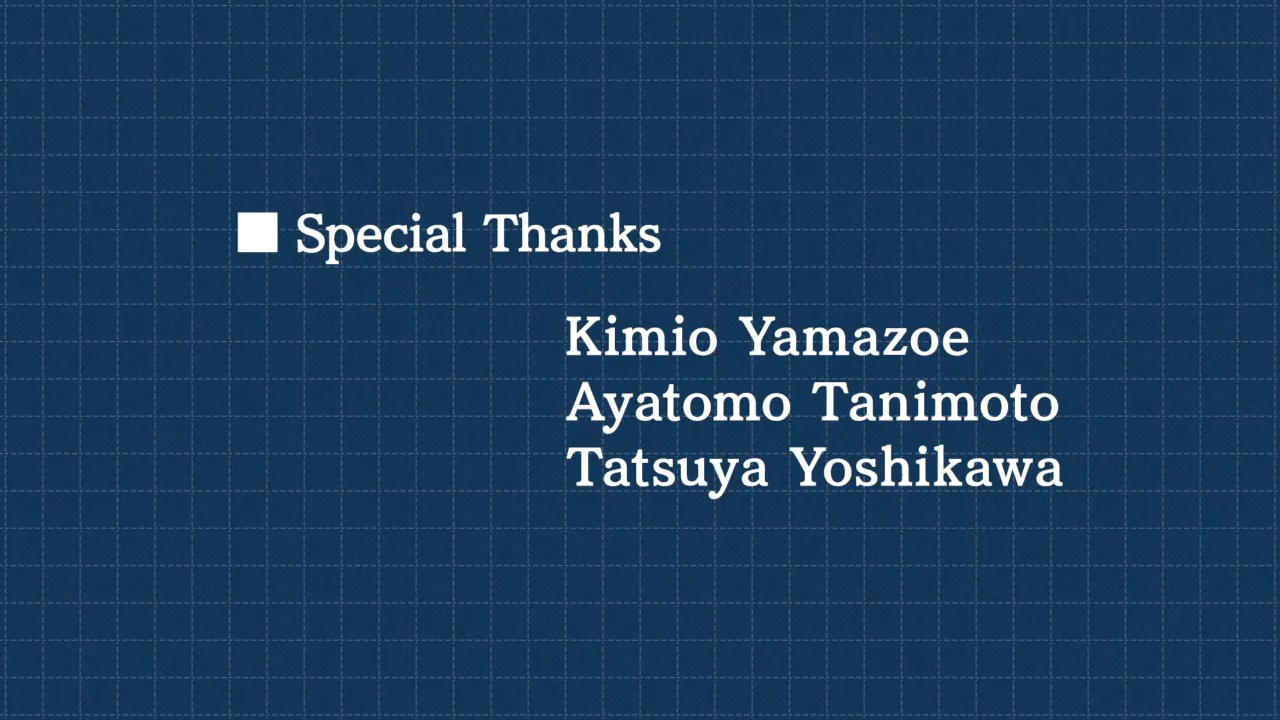 ■ Special Thanks
Kimio Yamazoe
Ayatomo Tanimoto
Tatsuya Yoshikawa